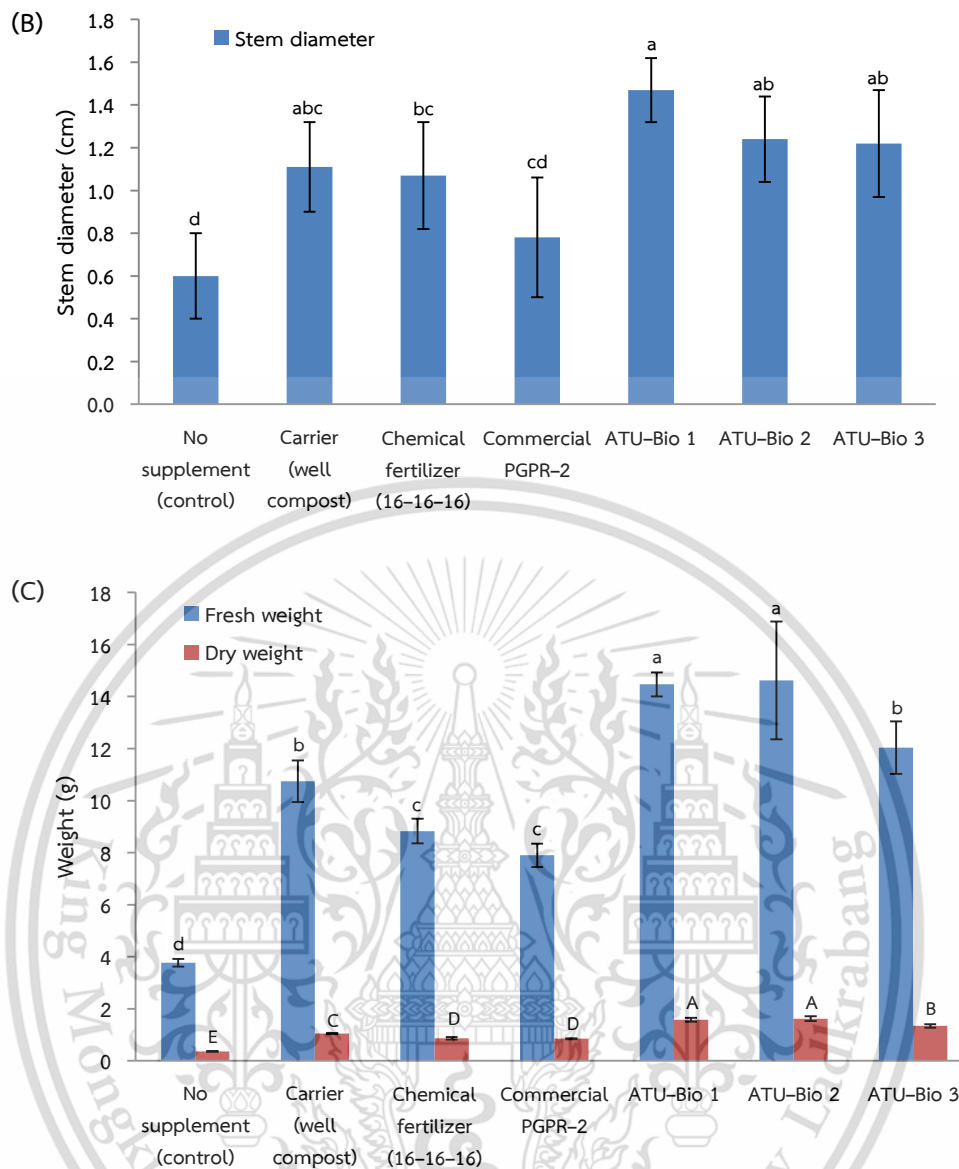 (B)
1.8
1.6
1.4
1.2
1.0
0.8
0.6
0.4
0.2
0.0
Stem diameter (cm)
Stem diameter
d
abc
bc
cd
a
ab
ab
No supplement (control)
Carrier (well compost)
Chemical fertilizer (16–16–16)
Commercial PGPR–2
ATU–Bio 1
ATU–Bio 2
ATU–Bio 3
(C)
18
16
14
12
10
8
6
4
2
0
Weight (g)
Fresh weight
Dry weight
d
E
b
C
c
D
c
D
a
A
a
A
b
B
No supplement (control)
Carrier (well compost)
Chemical fertilizer (16–16–16)
Commercial PGPR–2
ATU–Bio 1
ATU–Bio 2
ATU–Bio 3
King Mongk
y Ladkrabang